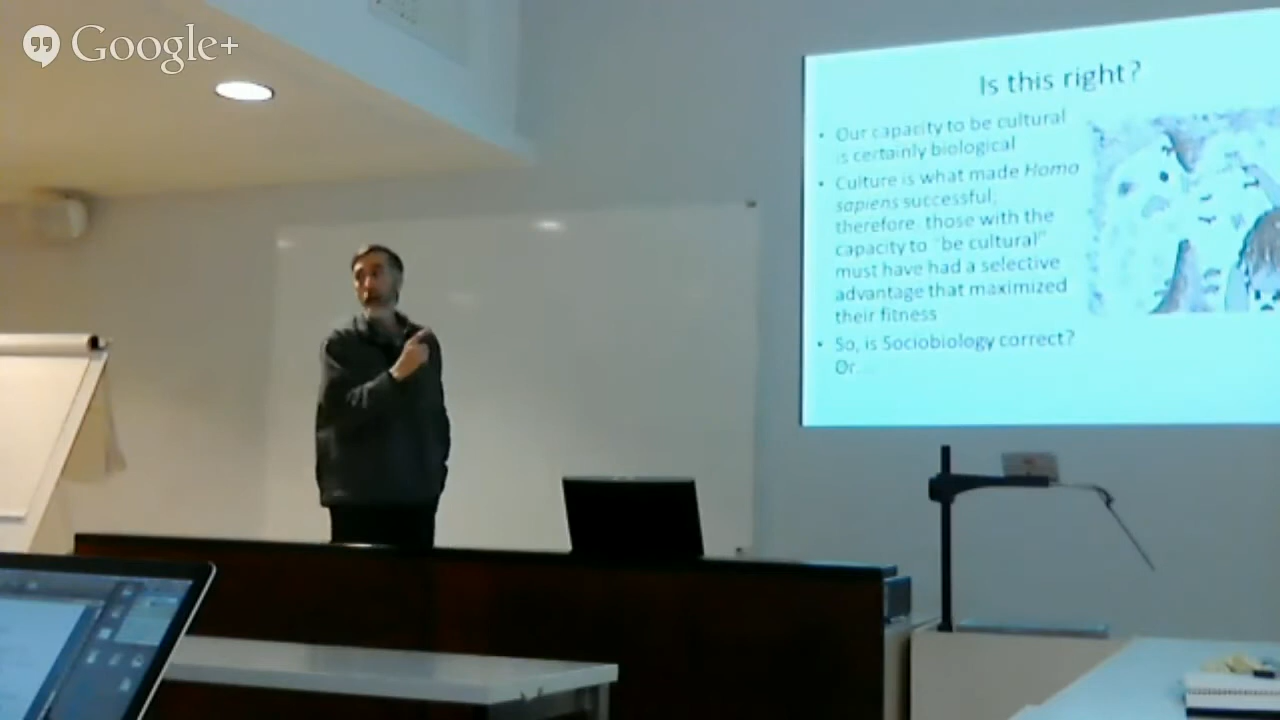 Google+
Is this right?
• Our capacity to be cultural
is certainly biological
• Culture is what made Homo
sapiens successful,
therefore those with the
capacity to "be cultural"
must have had a selective
advantage that maximized
their fitness
• So, is Sociobiology correct?
Or...